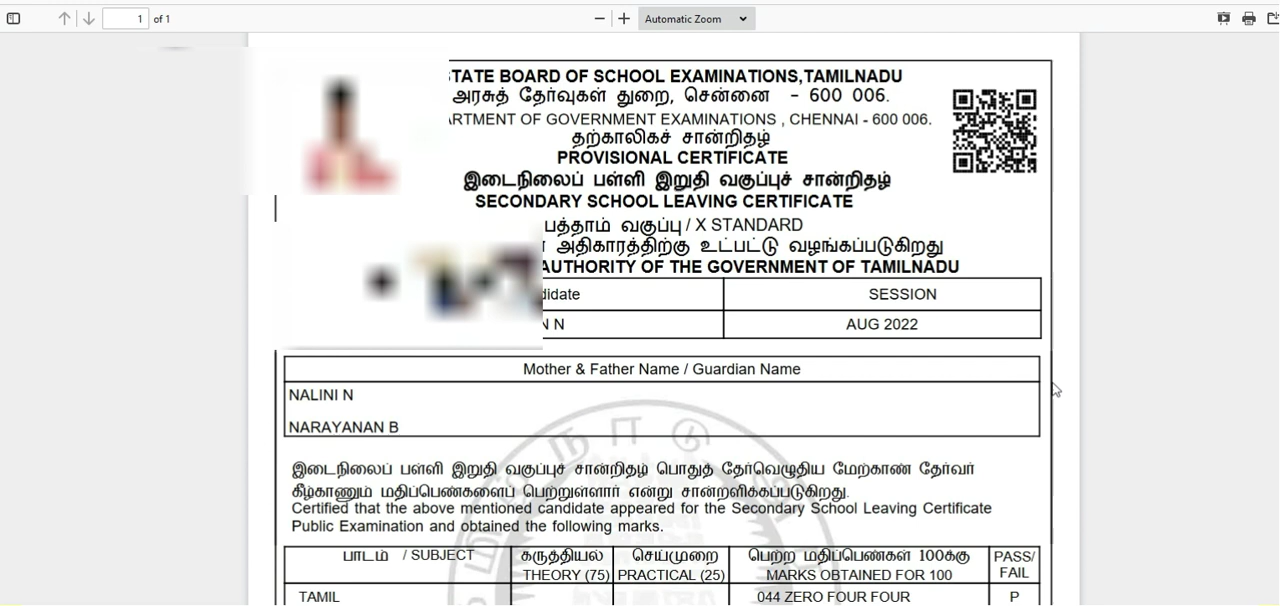 1 of 1
Automatic Zoom
STATE BOARD OF SCHOOL EXAMINATIONS,TAMILNADU
அரசுத் தேர்வுகள் துறை, சென்னை - 600 006.
OF GOVERNMENT EXAMINATIONS , CHENNAI - 600 006.
தற்காலிகச் சான்றிதழ்
PROVISIONAL CERTIFICATE
இடைநிலைப் பள்ளி இறுதி வகுப்புச் சான்றிதழ்
SECONDARY SCHOOL LEAVING CERTIFICATE
பத்தாம் வகுப்பு / X STANDARD
அதிகாரத்திற்கு உட்பட்டு வழங்கப்படுகிறது
AUTHORITY OF THE GOVERNMENT OF TAMILNADU
SESSION
N AUG 2022
Mother & Father Name / Guardian Name
NALINI N
NARAYANAN B
இடைநிலைப் பள்ளி இறுதி வகுப்புச் சான்றிதழ் பொதுத் தேர்வெழுதிய மேற்காண் தேர்வர்
கீழ்காணும் மதிப்பெண்களைப் பெற்றுள்ளார் என்று சான்றளிக்கப்படுகிறது.
Certified that the above mentioned candidate appeared for the Secondary School Leaving Certificate
Public Examination and obtained the following marks.
பாடம் / SUBJECT கருத்தியல் செய்முறை பெற்ற மதிப்பெண்கள் 100க்கு PASS/
THEORY (75) PRACTICAL (25) MARKS OBTAINED FOR 100 FAIL
TAMIL 044 ZERO FOUR FOUR P